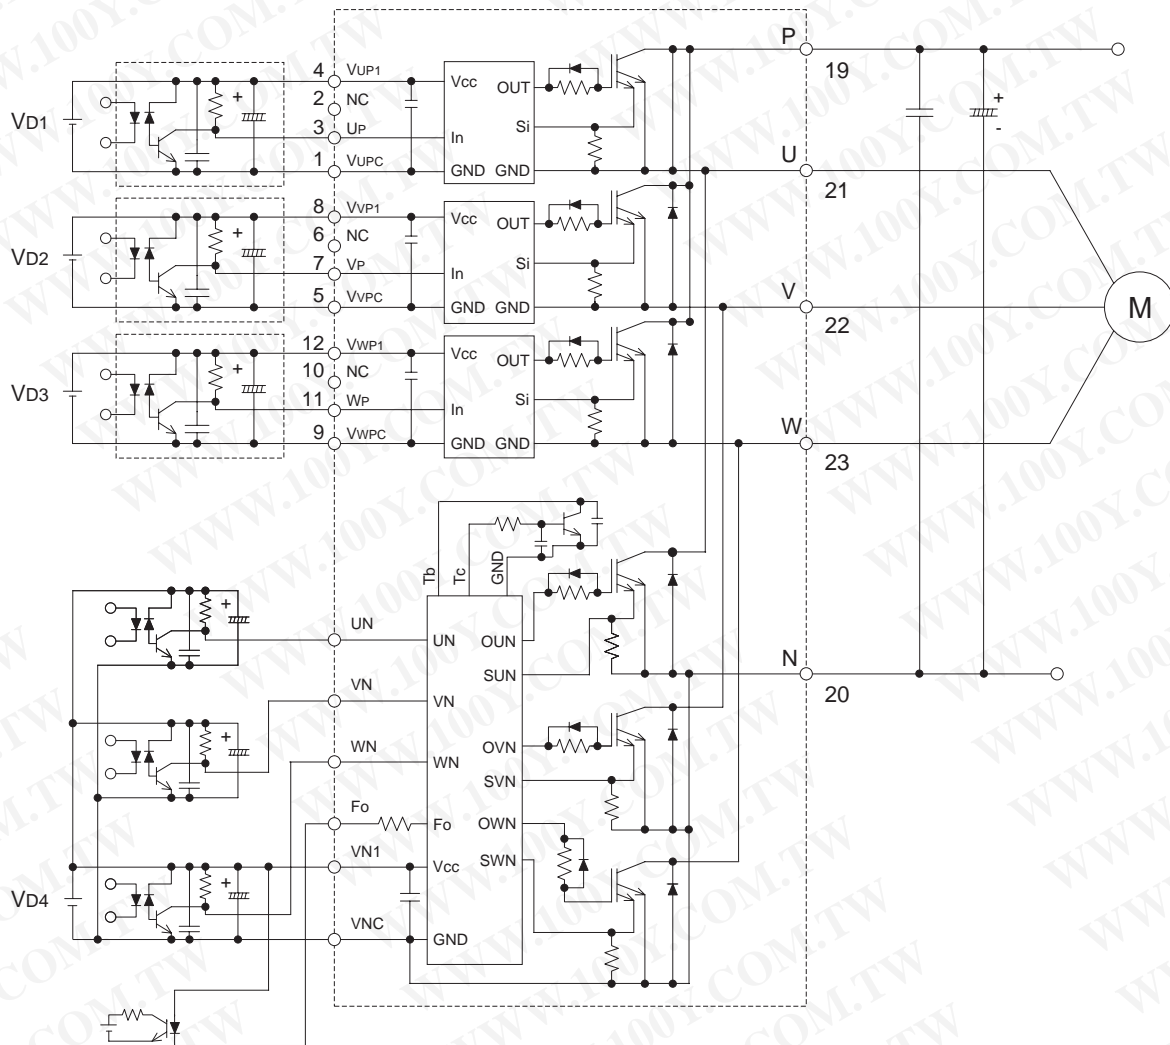 P
19
VD1
4 VUP1
2 NC
3 UP
1 VUPC
Vcc
In
GND
OUT
Si
GND
+
+
-
U
21
VD2
8 VVP1
6 NC
7 VP
5 VVPC
Vcc
In
GND
OUT
Si
GND
+
V
22
M
VD3
12 VWP1
10 NC
11 WP
9 VWPC
Vcc
In
GND
OUT
Si
GND
+
W
23
Tb
Tc
GND
UN
VN
WN
Fo
VN1
VNC
UN
VN
WN
Fo
Vcc
GND
OUN
SUN
OVN
SVN
OWN
SWN
+
+
+
VD4
N
20
WWW.100Y.COM.TW